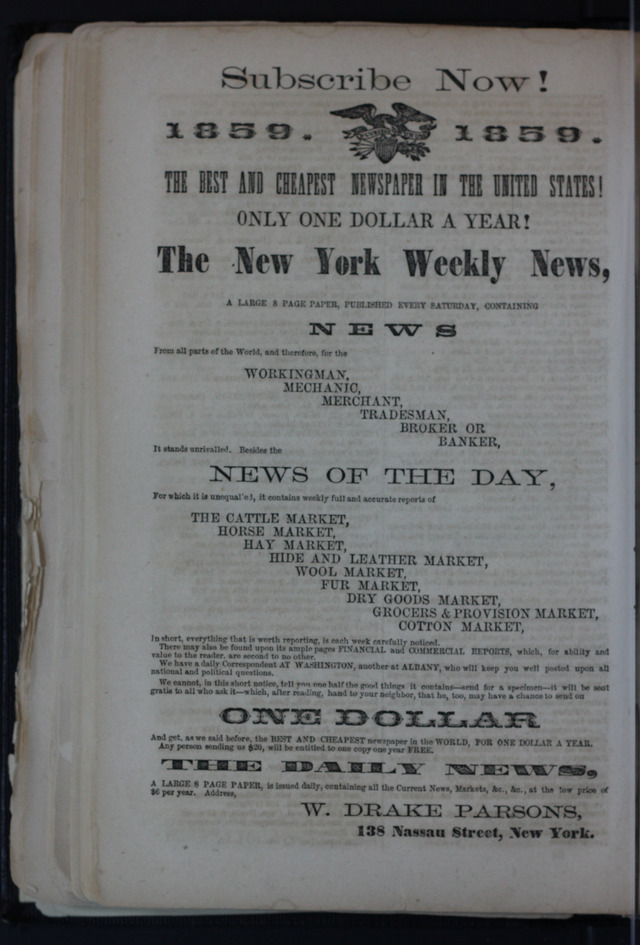 Subscribe Now!
1859. 1859.
THE BEST AND CHEAPEST NEWSPAPER IN THE UNITED STATES!
ONLY ONE DOLLAR A YEAR!
The New York Weekly News,
A LARGE 8 PAGE PAPER, PUBLISHED EVERY SATURDAY, CONTAINING
NEWS
From all parts of the World, and therefore, for the
WORKINGMAN,
MECHANIC,
MERCHANT,
TRADESMAN,
BROKER OR
BANKER,
It stands unrivalled. Besides the
NEWS OF THE DAY,
For which it is unequal'ed, it contains weekly full and accurate reports of
THE CATTLE MARKET,
HORSE MARKET,
HAY MARKET,
HIDE AND LEATHER MARKET,
WOOL MARKET,
FUR MARKET,
DRY GOODS MARKET,
GROCERS & PROVISION MARKET,
COTTON MARKET,
In short, everything that is worth reporting, is each week carefully noticed.
There may also be found upon its ample pages FINANCIAL and COMMERCIAL REPORTS, which, for ability and
value to the reader, are second to no other.
We have a daily Correspondent AT WASHINGTON, another at ALBANY, who will keep you well posted upon all
national and political questions.
We cannot, in this short notice, tell you one half the good things it contains—send for a specimen—it will be sent
gratis to all who ask it—which, after reading, hand to your neighbor, that he, too, may have a chance to send on
ONE DOLLAR
And get, as we said before, the BEST AND CHEAPEST newspaper in the WORLD, FOR ONE DOLLAR A YEAR.
Any person sending us $20, will be entitled to one copy one year FREE.
THE DAILY NEWS,
A LARGE 8 PAGE PAPER, is issued daily, containing all the Current News, Markets, &c., &c., at the low price of
$6 per year. Address,
W. DRAKE PARSONS,
138 Nassau Street, New York.